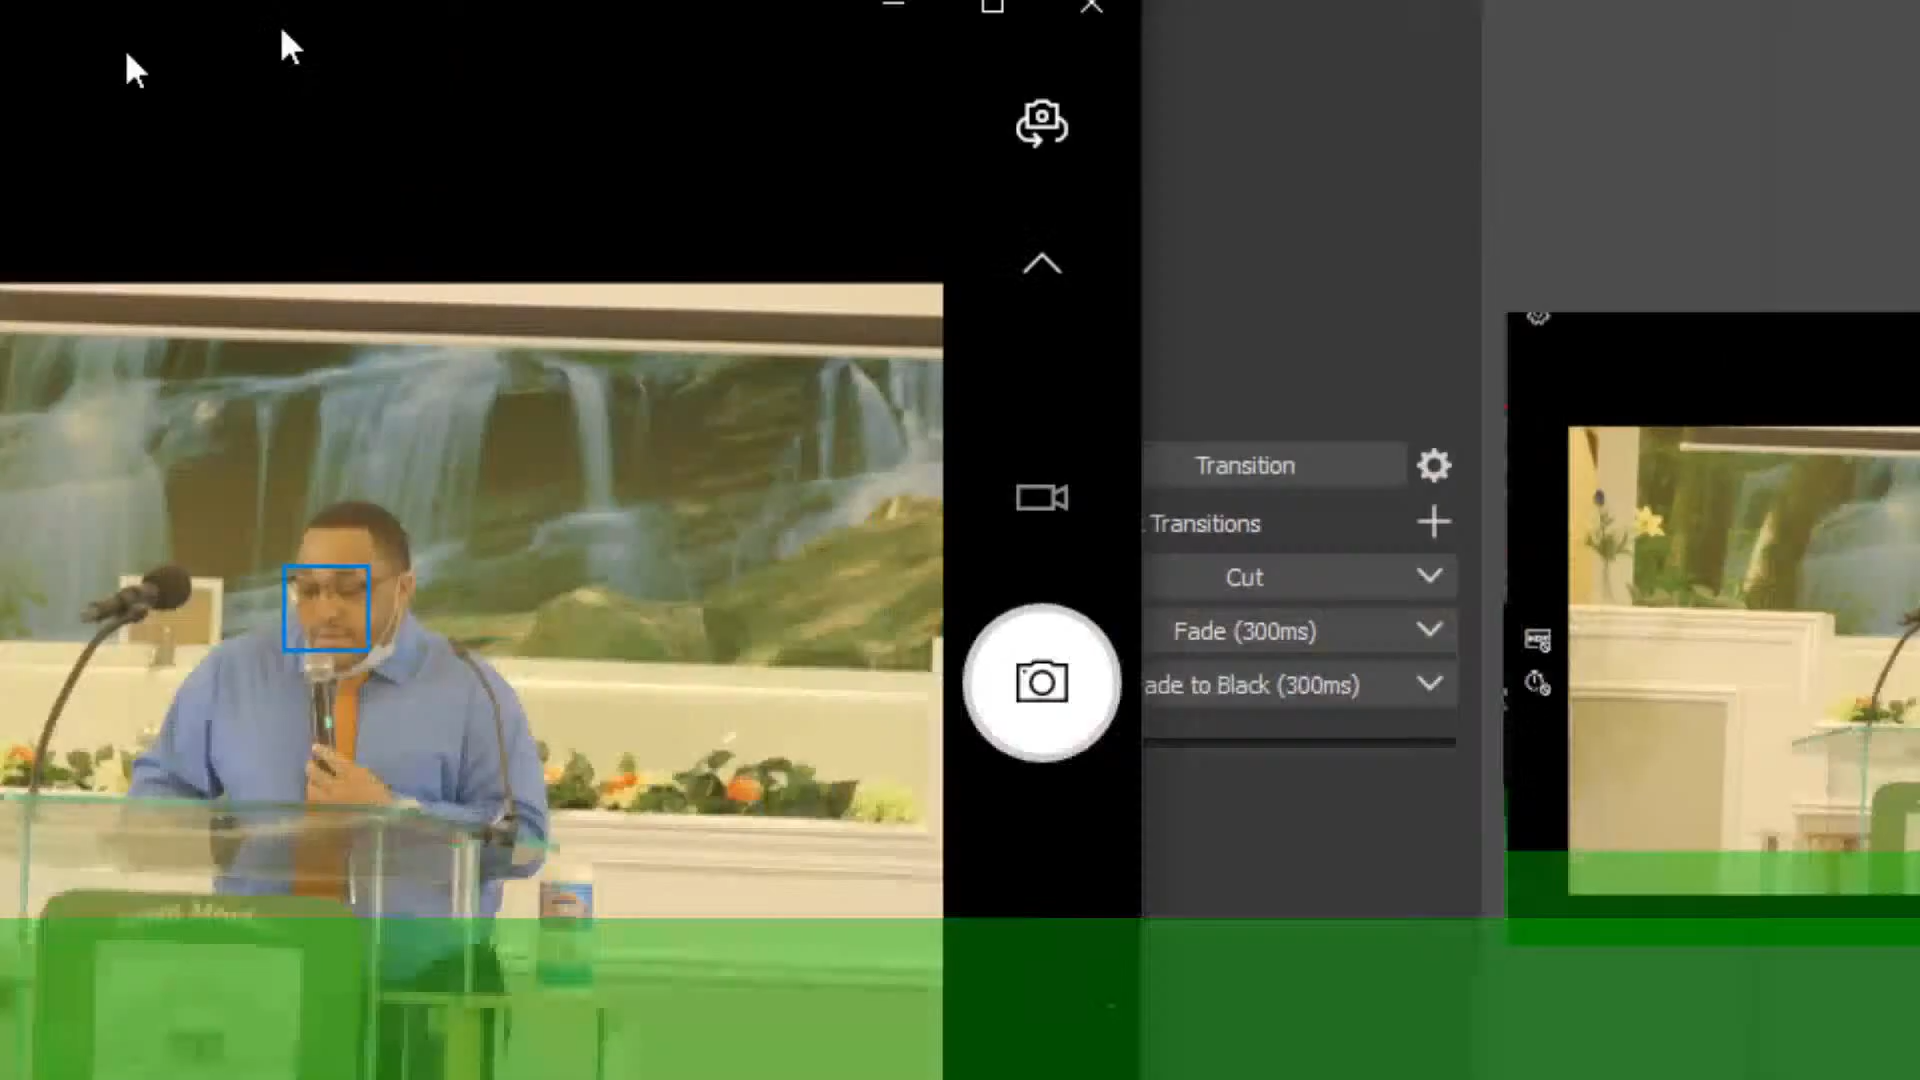 Transition
Transitions
Cut
Fade (300ms)
ade to Black (300ms)